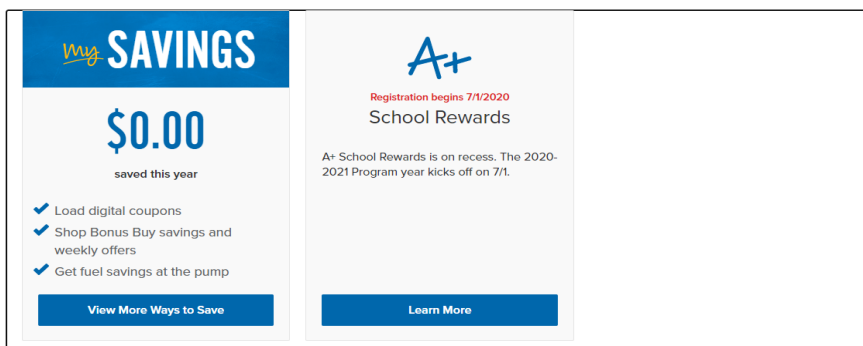 My SAVINGS
$0.00
saved this year
Load digital coupons
Shop Bonus Buy savings and
weekly offers
Get fuel savings at the pump
View More Ways to Save
A+
Registration begins 7/1/2020
School Rewards
A+ School Rewards is on recess. The 2020-
2021 Program year kicks off on 7/1.
Learn More